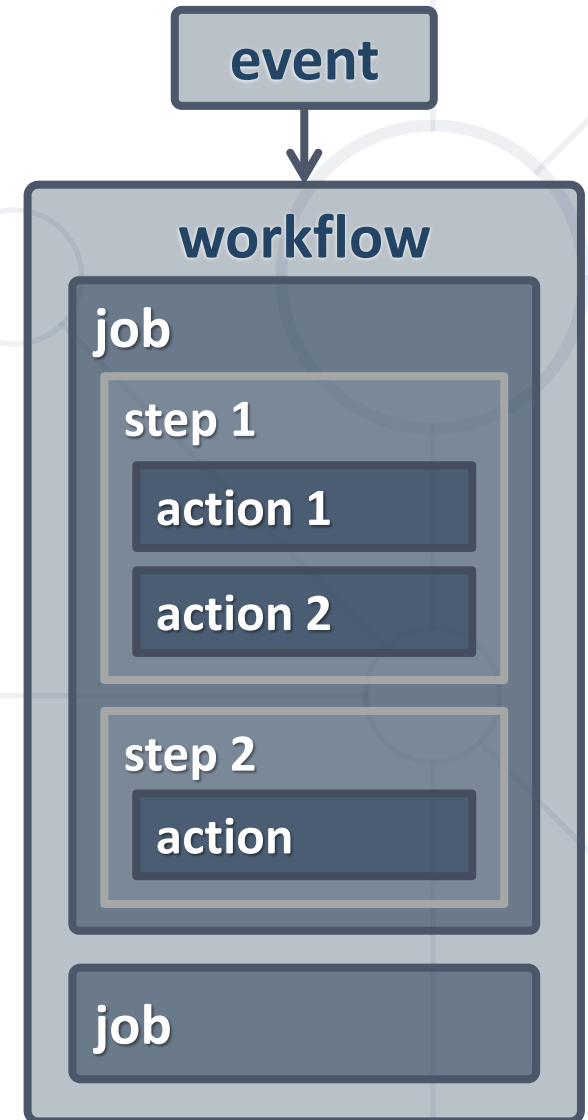 event
workflow
job
step 1
action 1
action 2
step 2
action
job